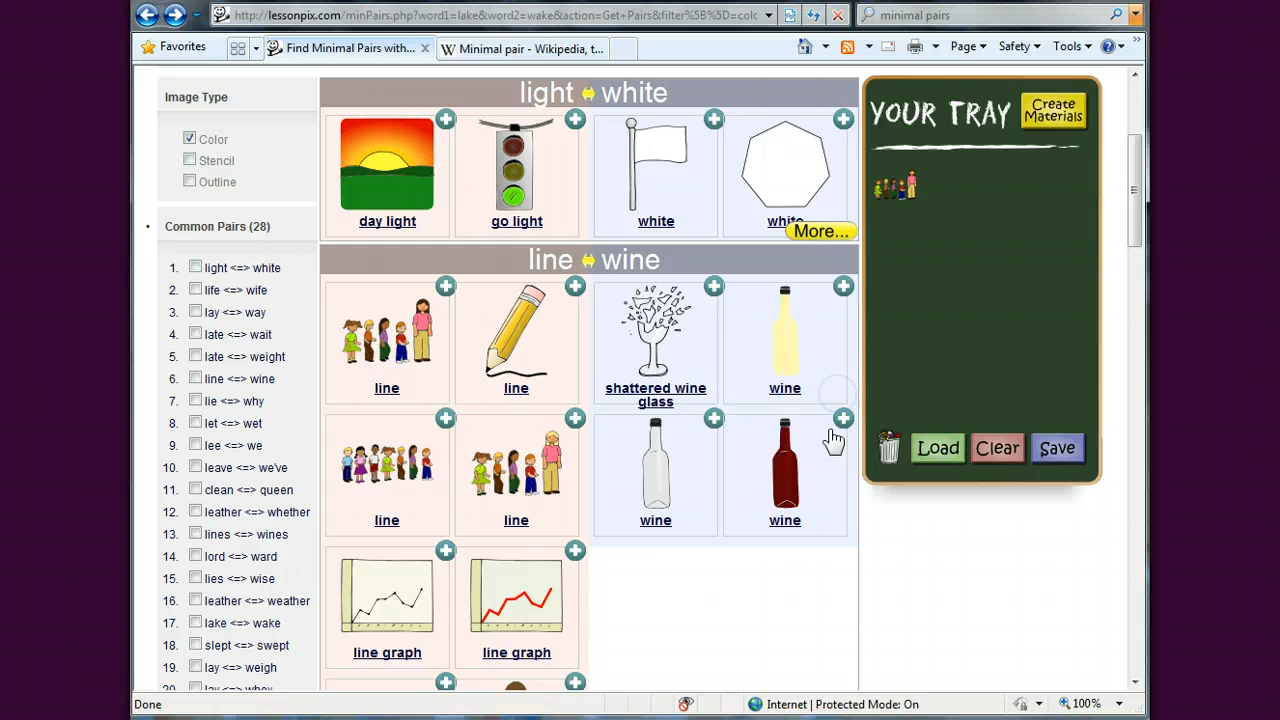 http://lessonpix.com/minPairs.php?word1=lake&word2=wake&action=Get+Pairs&filter%5B%5D=colc
minimal pairs
Favorites
Find Minimal Pairs with...
Minimal pair - Wikipedia, t...
Page
Safety
Tools
Image Type
Color
Stencil
Outline
Common Pairs (28)
1. light <=> white
2. life <=> wife
3. lay <=> way
4. late <=> wait
5. late <=> weight
6. line <=> wine
7. lie <=> why
8. let <=> wet
9. lee <=> we
10. leave <=> we've
11. clean <=> queen
12. leather <=> whether
13. lines <=> wines
14. lord <=> ward
15. lies <=> wise
16. leather <=> weather
17. lake <=> wake
18. slept <=> swept
19. lay <=> weigh
20. lay <=> whey
light white
day light
go light
white
white
More...
line wine
line
line
shattered wine
glass
wine
line
line
wine
wine
line graph
line graph
YOUR TRAY
Create
Materials
Load
Clear
Save
Done
Internet | Protected Mode: On
100%